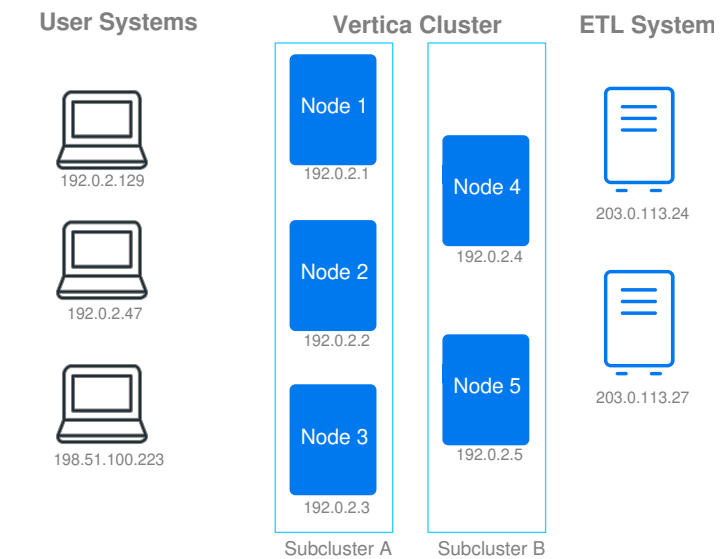 User Systems
Vertica Cluster
ETL System
192.0.2.129
192.0.2.47
198.51.100.223
Node 1
192.0.2.1
Node 2
192.0.2.2
Node 3
192.0.2.3
Subcluster A
Node 4
192.0.2.4
Node 5
192.0.2.5
Subcluster B
203.0.113.24
203.0.113.27